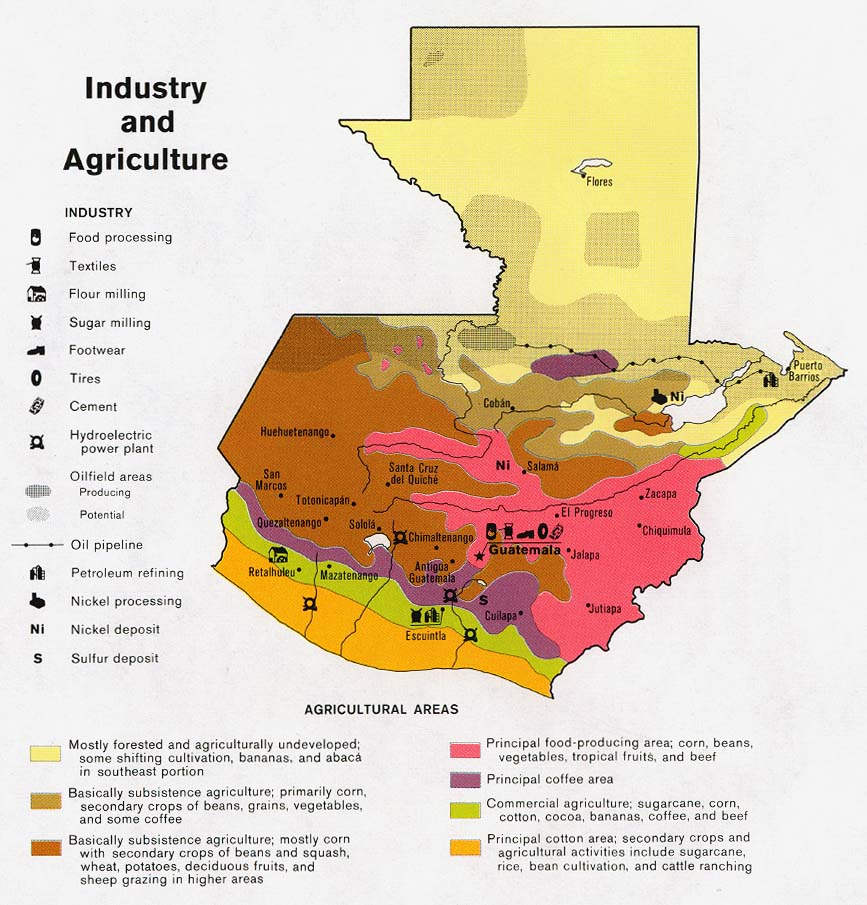 Industry
and
Agriculture
INDUSTRY
Food processing
Textiles
Flour milling
Sugar milling
Footwear
Tires
Cement
Hydroelectric
power plant
Oilfield areas
Producing
Potential
Oil pipeline
Petroleum refining
Nickel processing
Ni Nickel deposit
S Sulfur deposit
Flores
Puerto
Barrios
Ni
Cobán
Huehuetenango
Ni
Salamá
Santa Cruz
del Quiché
San
Marcos
Zacapa
Totonicapán
El Progreso
Quezaltenango
Sololá
Chiquimula
Chimaltenango
Guatemala
Jalapa
Antigua
Guatemala
Retalhuleu
Mazatenango
S
Cuilapa
Jutiapa
Escuintla
AGRICULTURAL AREAS
Mostly forested and agriculturally undeveloped;
some shifting cultivation, bananas, and abacá
in southeast portion
Basically subsistence agriculture; primarily corn,
secondary crops of beans, grains, vegetables,
and some coffee
Basically subsistence agriculture; mostly corn
with secondary crops of beans and squash,
wheat, potatoes, deciduous fruits, and
sheep grazing in higher areas
Principal food-producing area; corn, beans,
vegetables, tropical fruits, and beef
Principal coffee area
Commercial agriculture; sugarcane, corn,
cotton, cocoa, bananas, coffee, and beef
Principal cotton area; secondary crops and
agricultural activities include sugarcane,
rice, bean cultivation, and cattle ranching